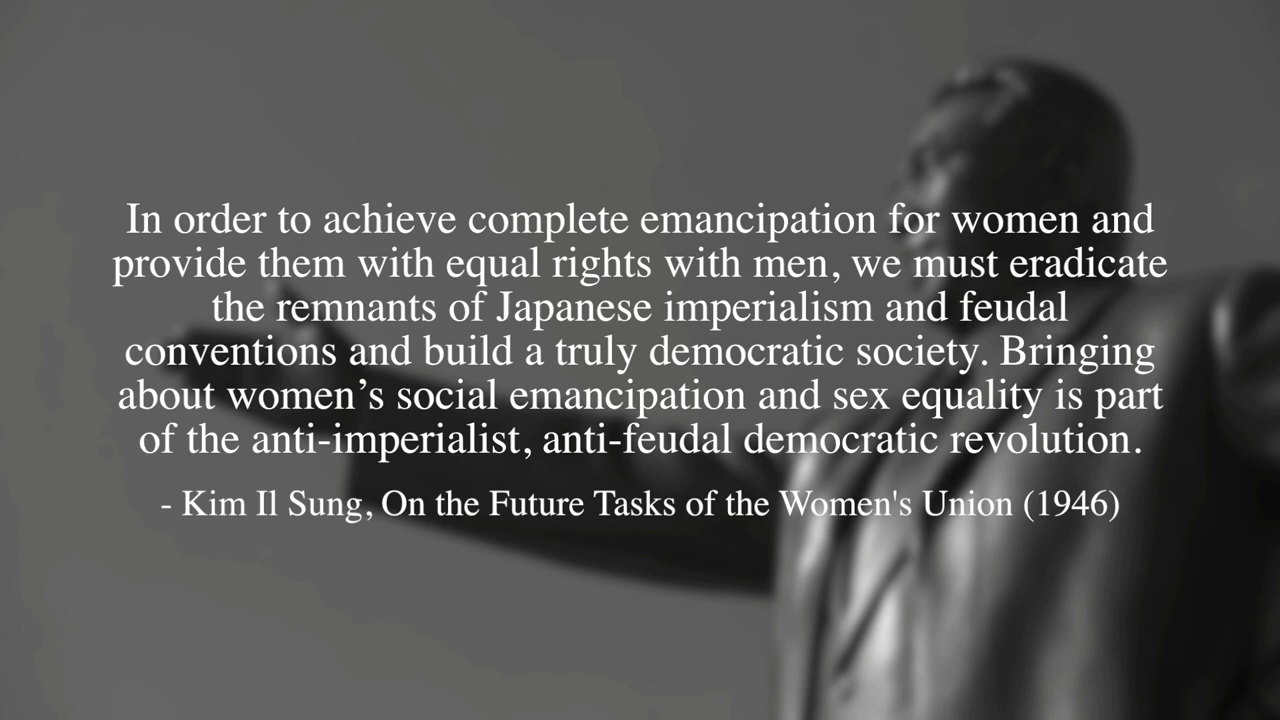 In order to achieve complete emancipation for women and
provide them with equal rights with men, we must eradicate
the remnants of Japanese imperialism and feudal
conventions and build a truly democratic society. Bringing
about women’s social emancipation and sex equality is part
of the anti-imperialist, anti-feudal democratic revolution.
- Kim Il Sung, On the Future Tasks of the Women's Union (1946)